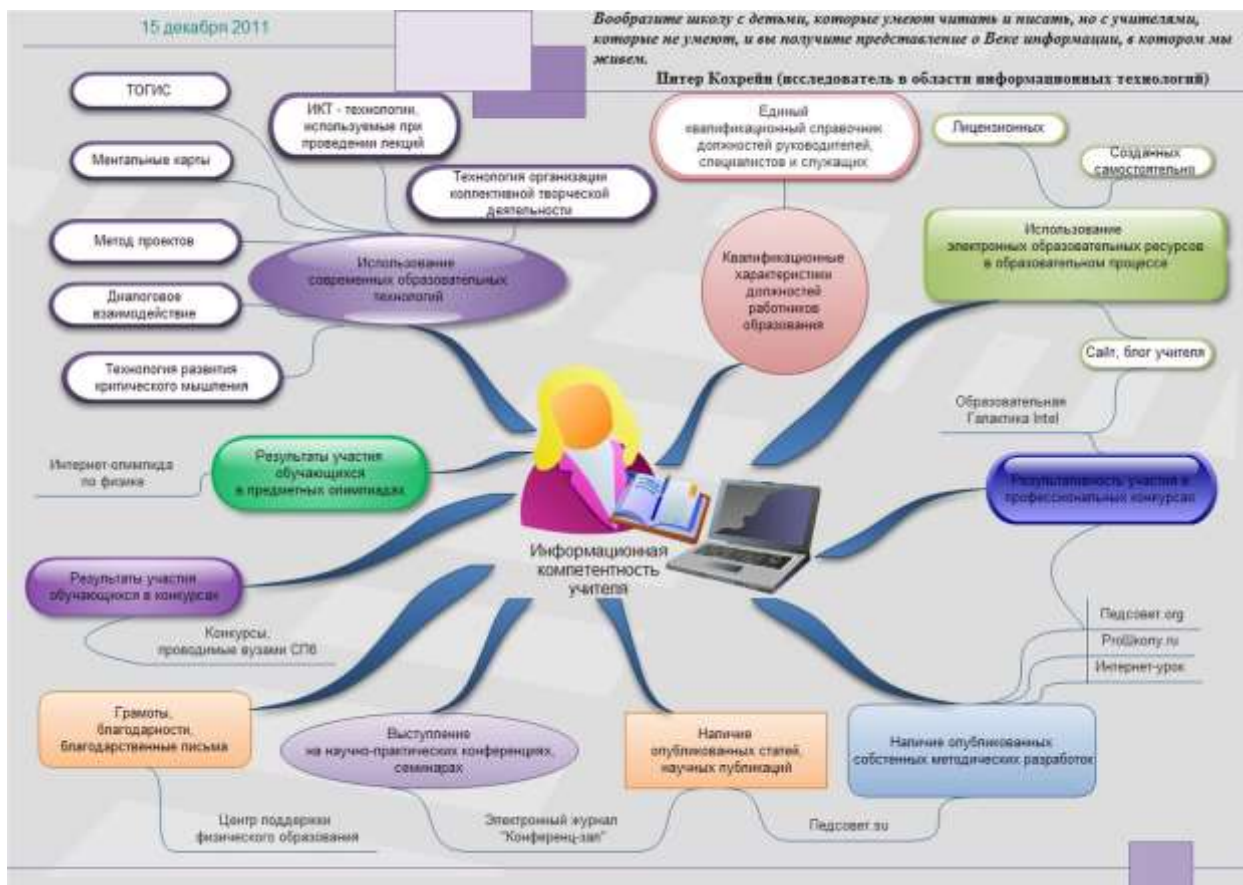 15 декабря 2011
Вообразите школу с детьми, которые умеют читать и писать, но с учителями,
которые не умеют, и вы получите представление о Веке информации, в котором мы
живем.
Питер Кохрейн (исследователь в области информационных технологий)
ТОГИС
ИКТ - технологии,
используемые при
проведении лекций
Ментальные карты
Технология организации
коллективной творческой
деятельности
Метод проектов
Использование
современных образовательных
технологий
Диалоговое
взаимодействие
Технология развития
критического мышления
Единый
квалификационный справочник
должностей руководителей,
специалистов и служащих
Квалификационные
характеристики
должностей
работников
образования
Лицензионных
Созданных
самостоятельно
Использование
электронных образовательных ресурсов
в образовательном процессе
Сайт, блог учителя
Образовательная
Галактика Intel
Результативность участия в
профессиональных конкурсах
Интернет-олимпида
по физике
Результаты участия
обучающихся
в предметных олимпиадах
Информационная
компетентность
учителя
Результаты участия
обучающихся в конкурсах
Конкурсы,
проводимые вузами СПб
Педсовет.org
ProШколу.ru
Интернет-урок
Грамоты,
благодарности,
благодарственные письма
Выступление
на научно-практических конференциях,
семинарах
Наличие
опубликованных статей,
научных публикаций
Наличие опубликованных
собстенных методических разработок
Центр поддержки
физического образования
Электронный журнал
"Конференц-зал"
Педсовет.su